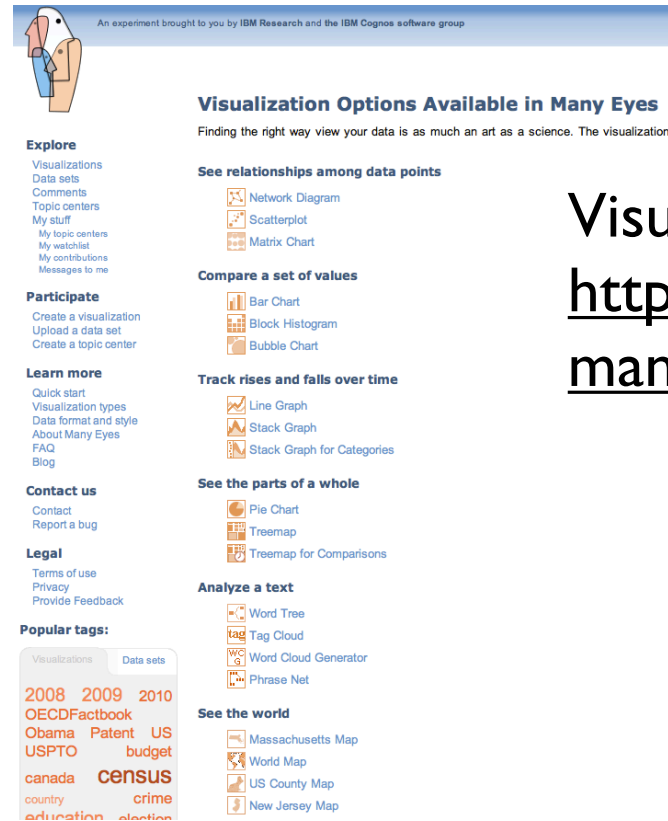 An experiment brought to you by IBM Research and the IBM Cognos software group
Visualization Options Available in Many Eyes
Finding the right way view your data is as much an art as a science. The visualization
Explore
Visualizations
Data sets
Comments
Topic centers
My stuff
My topic centers
My watchlist
My contributions
Messages to me
Participate
Create a visualization
Upload a data set
Create a topic center
Learn more
Quick start
Visualization types
Data format and style
About Many Eyes
FAQ
Blog
Contact us
Contact
Report a bug
Legal
Terms of use
Privacy
Provide Feedback
Popular tags:
Visualizations Data sets
2008 2009 2010
OECDFactbook
Obama Patent US
USPTO budget
canada census
country crime
education election
See relationships among data points
Network Diagram
Scatterplot
Matrix Chart
Compare a set of values
Bar Chart
Block Histogram
Bubble Chart
Track rises and falls over time
Line Graph
Stack Graph
Stack Graph for Categories
See the parts of a whole
Pie Chart
Treemap
Treemap for Comparisons
Analyze a text
Word Tree
tag Tag Cloud
WC
G Word Cloud Generator
Phrase Net
See the world
Massachusetts Map
World Map
US County Map
New Jersey Map
Visu
http
man